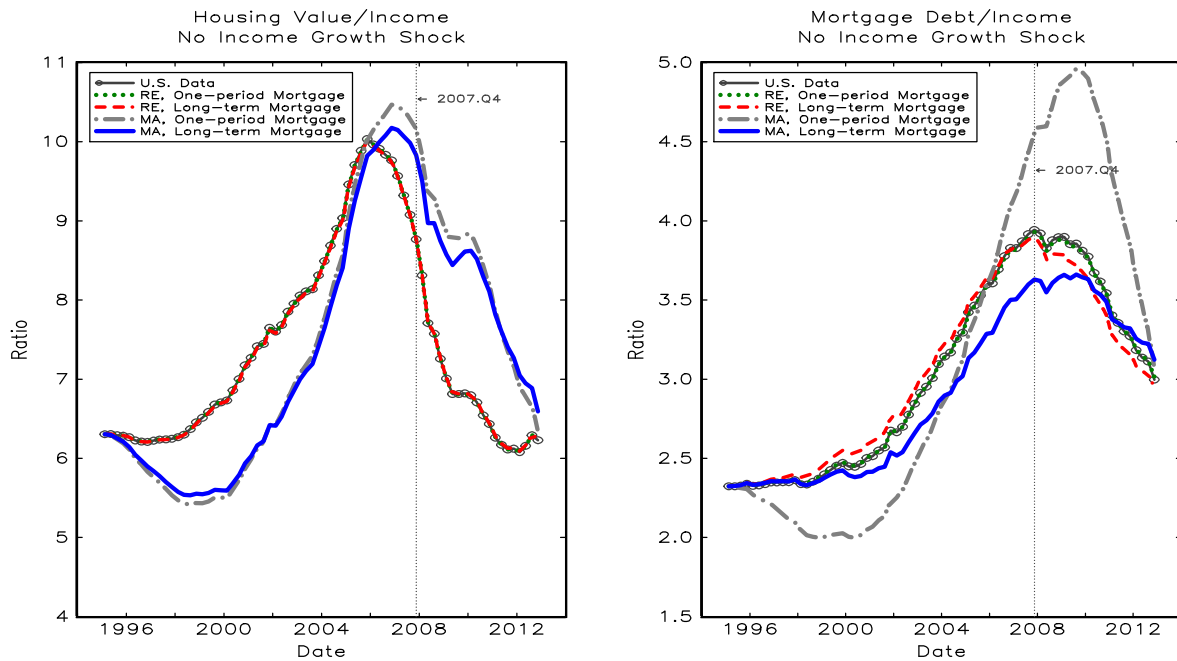 Housing Value/Income
No Income Growth Shock
11
10
9
8
7
6
5
4
Ratio
U.S. Data
RE, One-period Mortgage
RE, Long-term Mortgage
MA, One-period Mortgage
MA, Long-term Mortgage
← 2007.Q4
1996
2000
2004
2008
2012
Date
Mortgage Debt/Income
No Income Growth Shock
5.0
4.5
4.0
3.5
3.0
2.5
2.0
1.5
Ratio
U.S. Data
RE, One-period Mortgage
RE, Long-term Mortgage
MA, One-period Mortgage
MA, Long-term Mortgage
← 2007.Q4
1996
2000
2004
2008
2012
Date